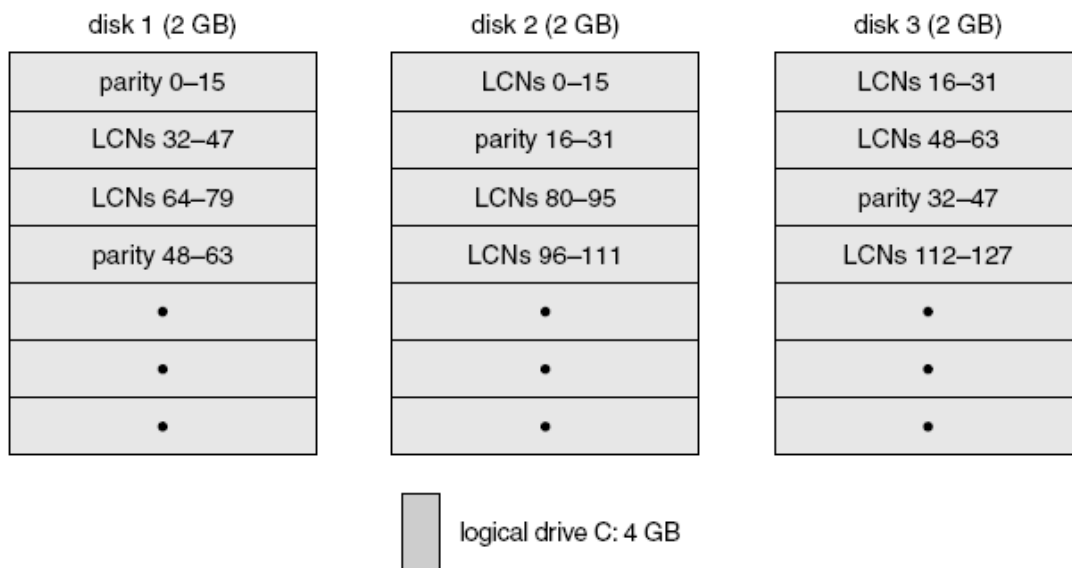 disk 1 (2 GB)
disk 2 (2 GB)
disk 3 (2 GB)
parity 0–15
LCNs 0–15
LCNs 16–31
LCNs 32–47
parity 16–31
LCNs 48–63
LCNs 64–79
LCNs 80–95
parity 32–47
parity 48–63
LCNs 96–111
LCNs 112–127
logical drive C: 4 GB